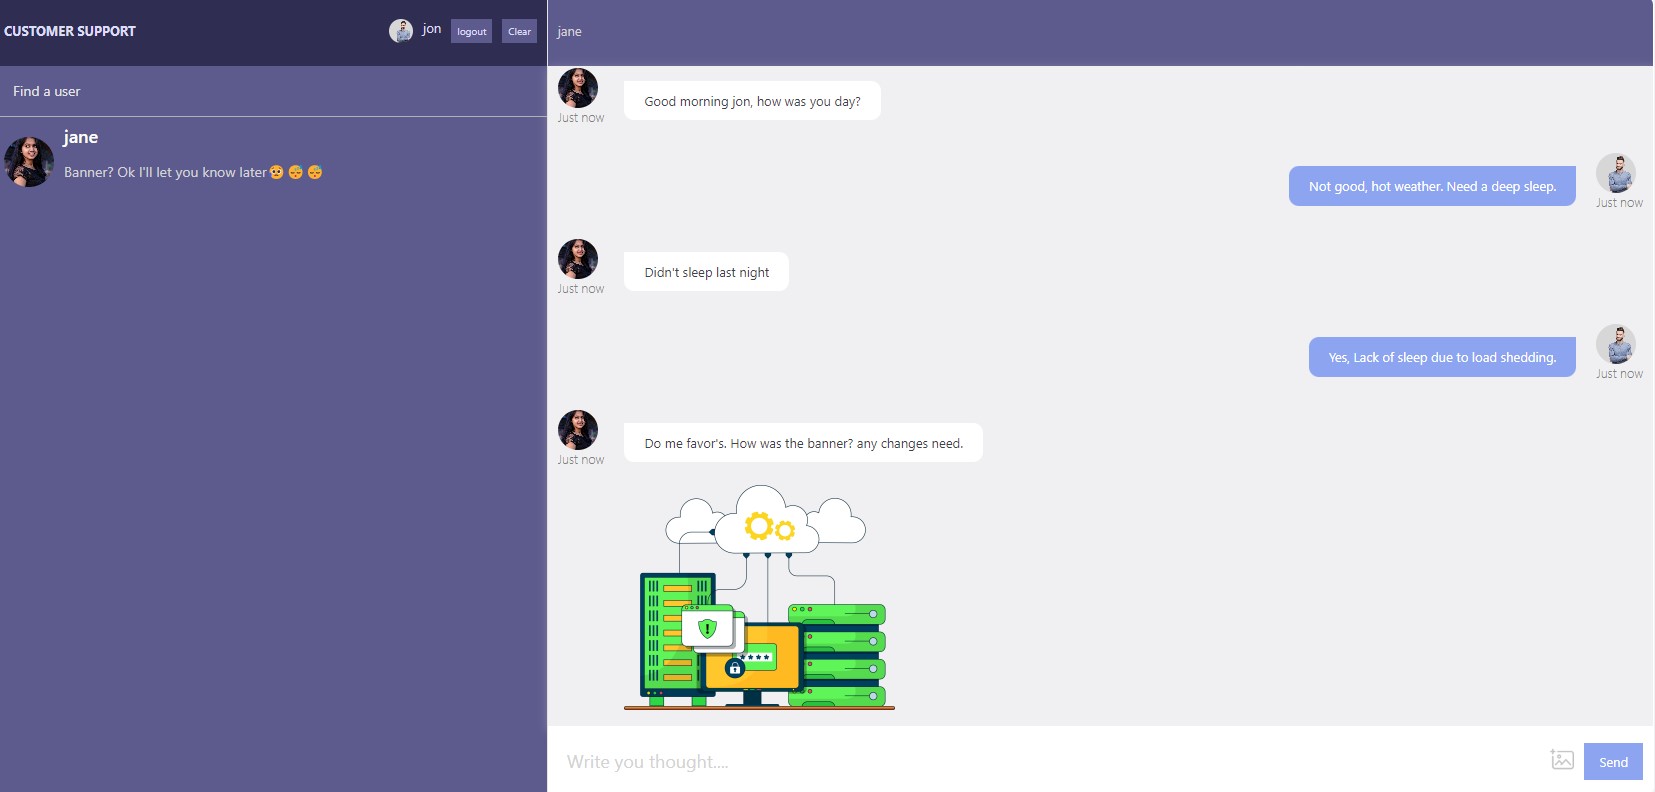 CUSTOMER SUPPORT
jon
logout
Clear
Find a user
jane
Banner? Ok I'll let you know later🥺😴😴
jane
Good morning jon, how was you day?
Just now
Not good, hot weather. Need a deep sleep.
Just now
Didn't sleep last night
Just now
Yes, Lack of sleep due to load shedding.
Just now
Do me favor's. How was the banner? any changes need.
Just now
!
****
Write you thought....
Send